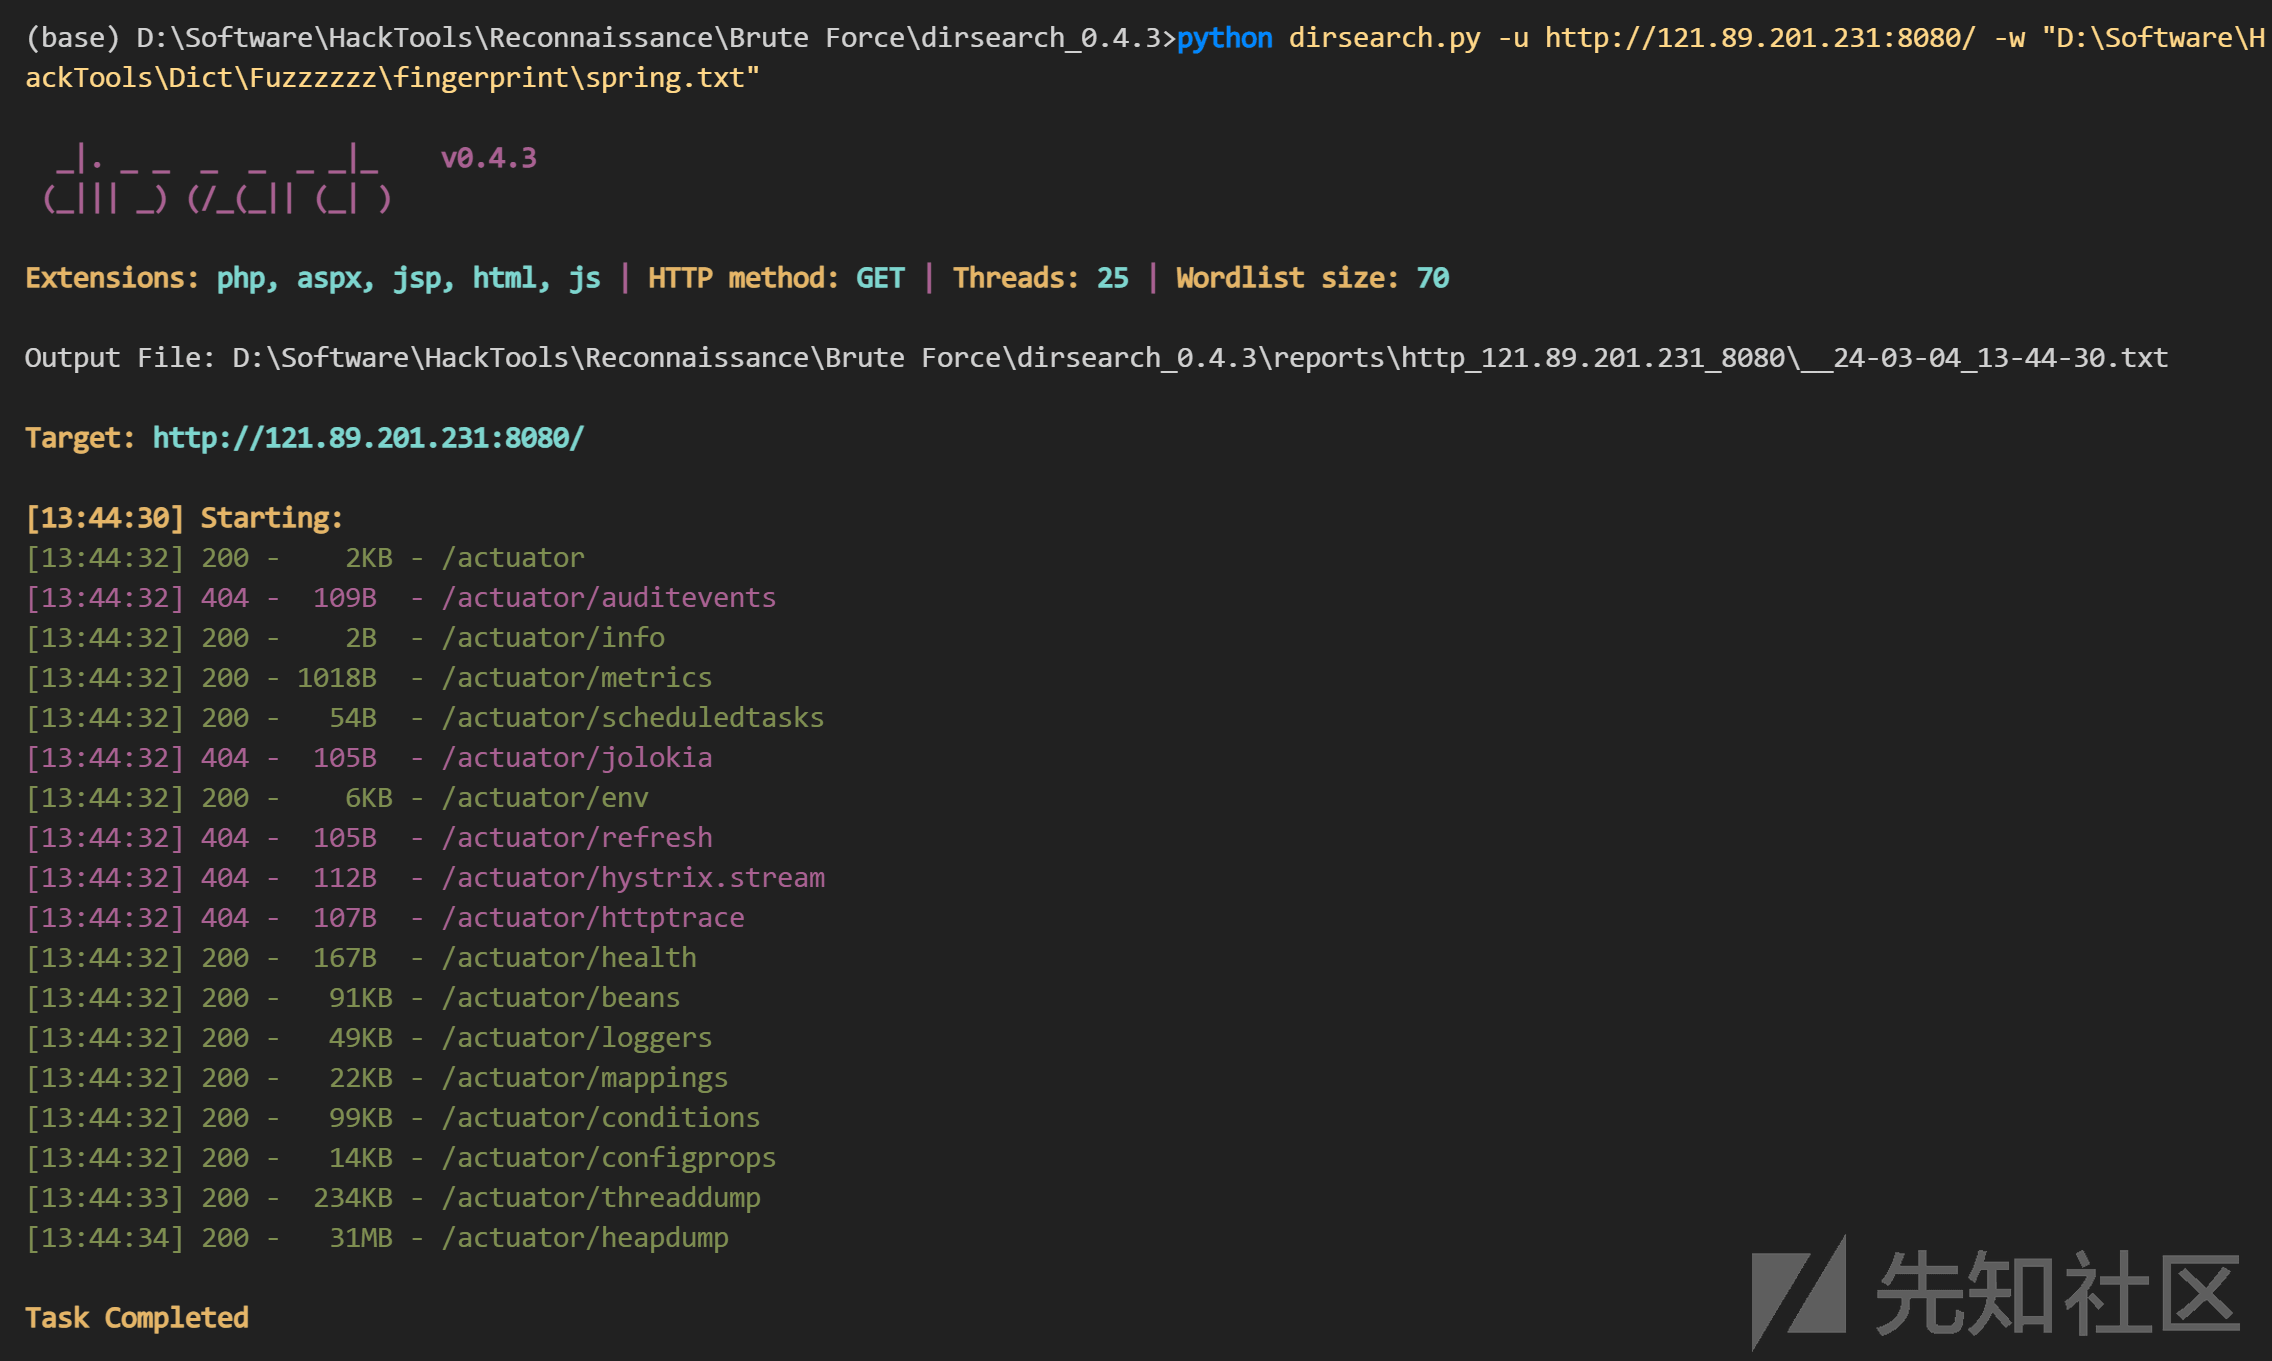 (base) D:\Software\HackTools\Reconnaissance\Brute Force\dirsearch_0.4.3>python dirsearch.py -u http://121.89.201.231:8080/ -w "D:\Software\H
ackTools\Dict\Fuzzzzzz\fingerprint\spring.txt"
  _|. _ _  _  _  _ _|_    v0.4.3
 (_||| _) (/_(_|| (_| )
Extensions: php, aspx, jsp, html, js | HTTP method: GET | Threads: 25 | Wordlist size: 70
Output File: D:\Software\HackTools\Reconnaissance\Brute Force\dirsearch_0.4.3\reports\http_121.89.201.231_8080\__24-03-04_13-44-30.txt
Target: http://121.89.201.231:8080/
[13:44:30] Starting:
[13:44:32] 200 -    2KB - /actuator
[13:44:32] 404 -  109B  - /actuator/auditevents
[13:44:32] 200 -    2B  - /actuator/info
[13:44:32] 200 - 1018B  - /actuator/metrics
[13:44:32] 200 -   54B  - /actuator/scheduledtasks
[13:44:32] 404 -  105B  - /actuator/jolokia
[13:44:32] 200 -    6KB - /actuator/env
[13:44:32] 404 -  105B  - /actuator/refresh
[13:44:32] 404 -  112B  - /actuator/hystrix.stream
[13:44:32] 404 -  107B  - /actuator/httptrace
[13:44:32] 200 -  167B  - /actuator/health
[13:44:32] 200 -   91KB - /actuator/beans
[13:44:32] 200 -   49KB - /actuator/loggers
[13:44:32] 200 -   22KB - /actuator/mappings
[13:44:32] 200 -   99KB - /actuator/conditions
[13:44:32] 200 -   14KB - /actuator/configprops
[13:44:33] 200 -  234KB - /actuator/threaddump
[13:44:34] 200 -   31MB - /actuator/heapdump
Task Completed
先知社区